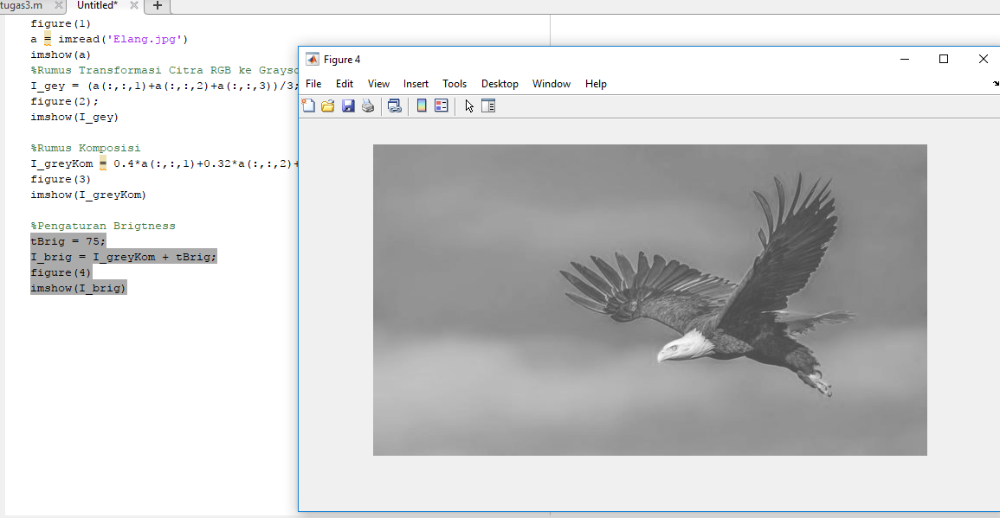 tugas3.m Untitled*
figure(1)
a = imread('Elang.jpg')
imshow(a)
%Rumus Transformasi Citra RGB ke Graysc
I_gey = (a(:,:,1)+a(:,:,2)+a(:,:,3))/3;
figure(2);
imshow(I_gey)
%Rumus Komposisi
I_greyKom = 0.4*a(:,:,1)+0.32*a(:,:,2)+
figure(3)
imshow(I_greyKom)
%Pengaturan Brigtness
tBrig = 75;
I_brig = I_greyKom + tBrig;
figure(4)
imshow(I_brig)
Figure 4
File Edit View Insert Tools Desktop Window Help